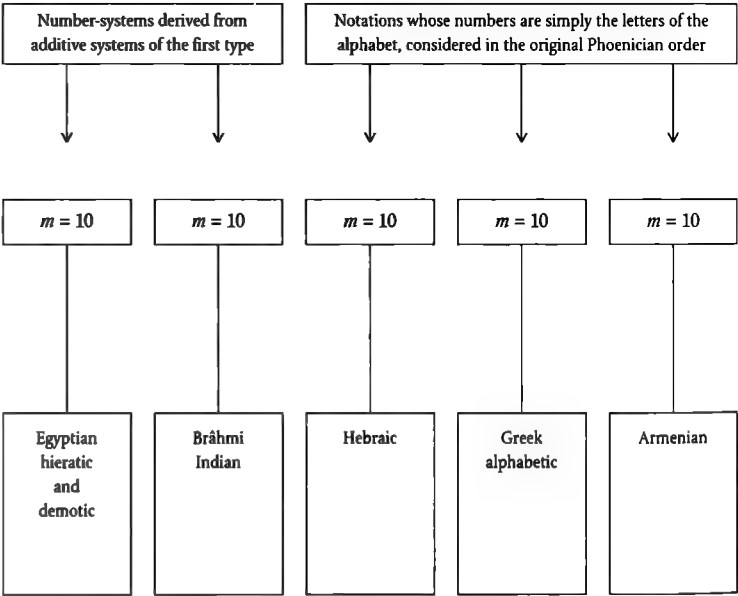 Number-systems derived from
additive systems of the first type
Notations whose numbers are simply the letters of the
alphabet, considered in the original Phoenician order
m = 10
m = 10
m = 10
m = 10
m = 10
Egyptian
hieratic
and
demotic
Brâhmi
Indian
Hebraic
Greek
alphabetic
Armenian